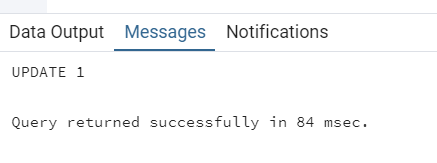 Data Output Messages Notifications
UPDATE 1
Query returned successfully in 84 msec.